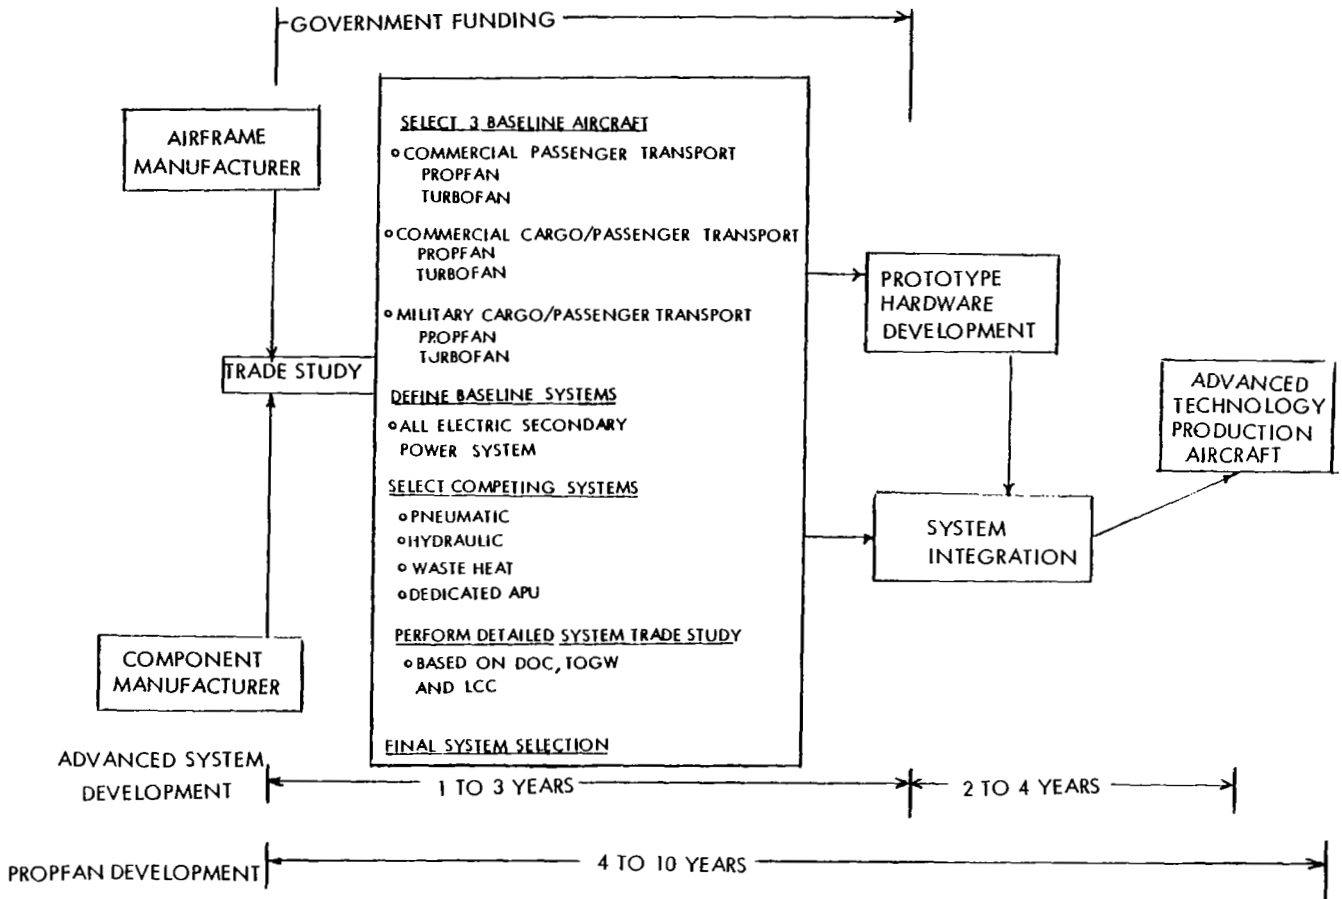 GOVERNMENT FUNDING
AIRFRAME
MANUFACTURER
TRADE STUDY
COMPONENT
MANUFACTURER
SELECT 3 BASELINE AIRCRAFT
COMMERCIAL PASSENGER TRANSPORT
PROPFAN
TURBOFAN
COMMERCIAL CARGO/PASSENGER TRANSPORT
PROPFAN
TURBOFAN
MILITARY CARGO/PASSENGER TRANSPORT
PROPFAN
TURBOFAN
DEFINE BASELINE SYSTEMS
ALL ELECTRIC SECONDARY
POWER SYSTEM
SELECT COMPETING SYSTEMS
PNEUMATIC
HYDRAULIC
WASTE HEAT
DEDICATED APU
PERFORM DETAILED SYSTEM TRADE STUDY
BASED ON DOC, TOGW
AND LCC
FINAL SYSTEM SELECTION
PROTOTYPE
HARDWARE
DEVELOPMENT
SYSTEM
INTEGRATION
ADVANCED
TECHNOLOGY
PRODUCTION
AIRCRAFT
ADVANCED SYSTEM
DEVELOPMENT
1 TO 3 YEARS
2 TO 4 YEARS
PROPFAN DEVELOPMENT
4 TO 10 YEARS